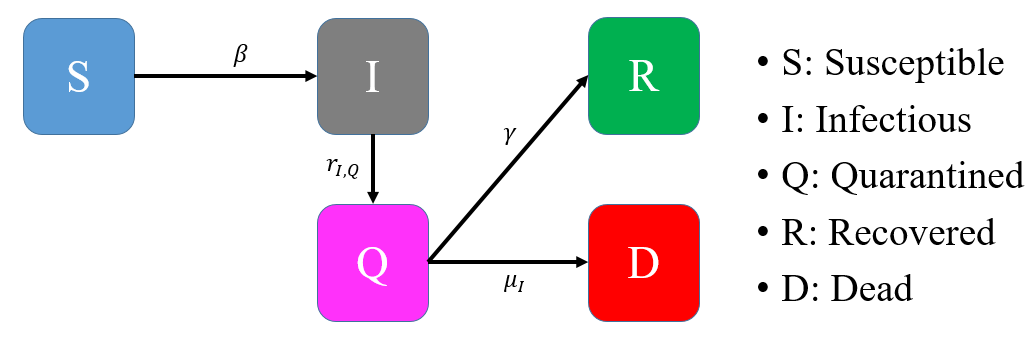 S
β
I
γ
R
r_{I,Q}
Q
μ_I
D
• S: Susceptible
• I: Infectious
• Q: Quarantined
• R: Recovered
• D: Dead